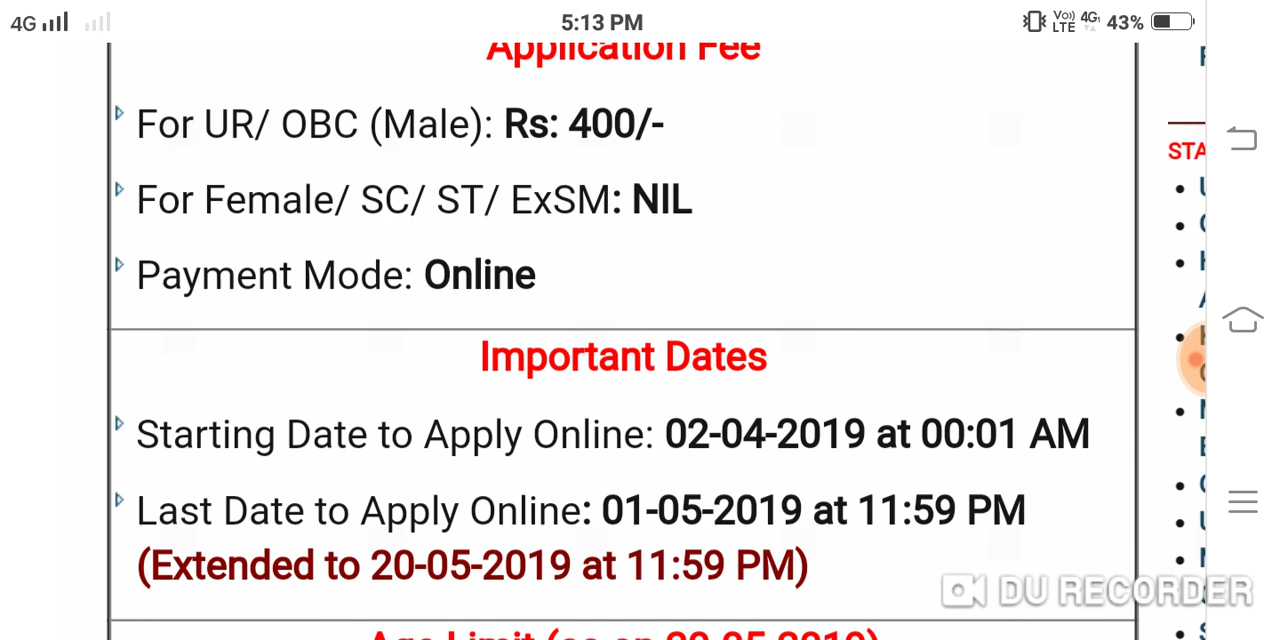 4G 5:13 PM Vo)) LTE 4G 43%
Application Fee
For UR/ OBC (Male): Rs: 400/-
For Female/ SC/ ST/ ExSM: NIL
Payment Mode: Online
Important Dates
Starting Date to Apply Online: 02-04-2019 at 00:01 AM
Last Date to Apply Online: 01-05-2019 at 11:59 PM
(Extended to 20-05-2019 at 11:59 PM)
STA
DU RECORDER